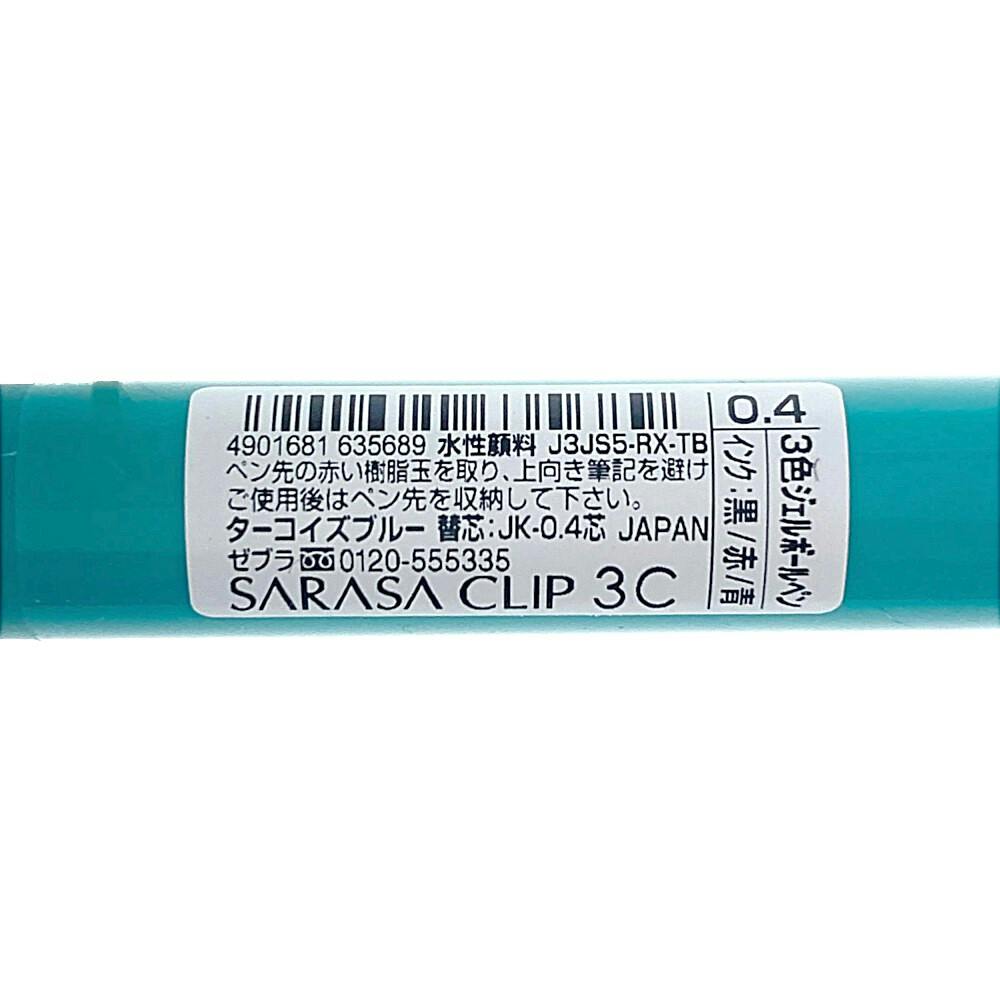 4901681 635689 水性顔料 J3JS5-RX-TB
ペン先の赤い樹脂玉を取り、上向き筆記を避け
ご使用後はペン先を収納して下さい。
ターコイズブルー 替芯:JK-0.4芯 JAPAN
ゼブラ 0120-555335
SARASA CLIP 3C
0.4
3色ジェルボールペン
インク:黒/赤/青